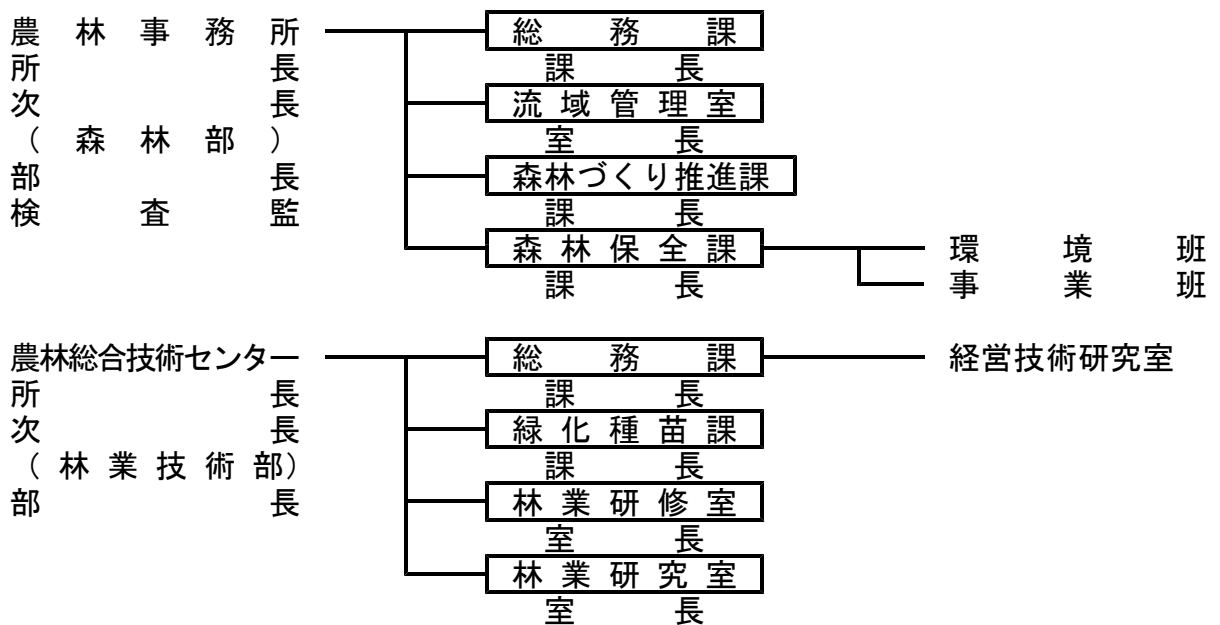 農林事務所 総務課
所長 課長
次長 流域管理室
（森林部） 室長
部長 森林づくり推進課
検査監 課長
森林保全課 環境班
課長 事業班
農林総合技術センター 総務課 経営技術研究室
所長 課長
次長 緑化種苗課
（林業技術部） 課長
部長 林業研修室
室長
林業研究室
室長